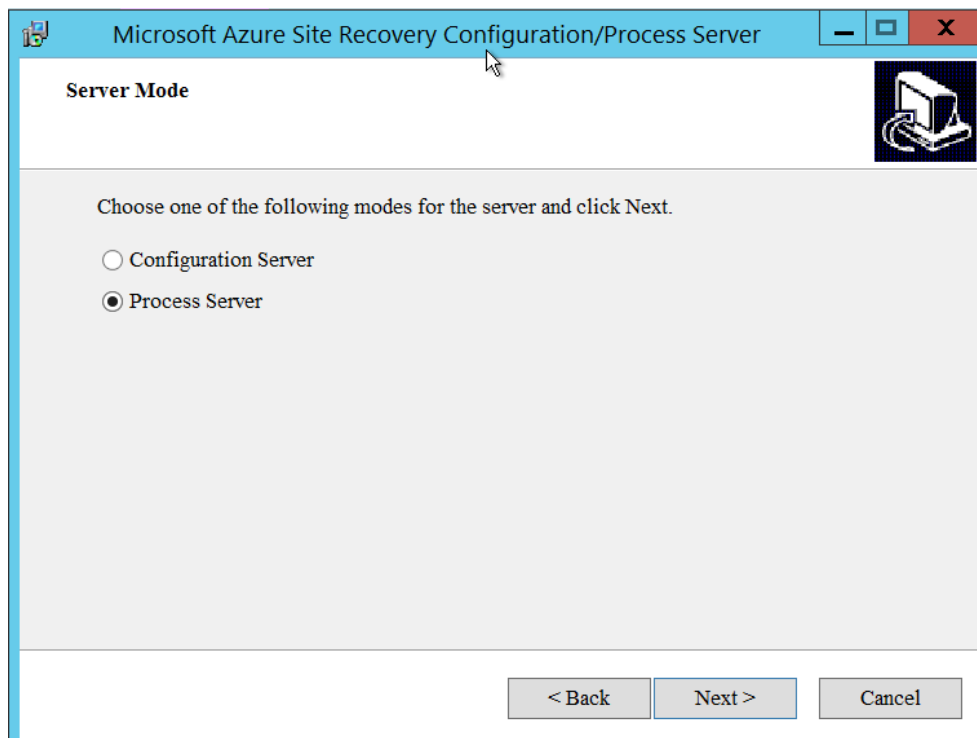 Microsoft Azure Site Recovery Configuration/Process Server
Server Mode
Choose one of the following modes for the server and click Next.
Configuration Server
Process Server
< Back
Next >
Cancel